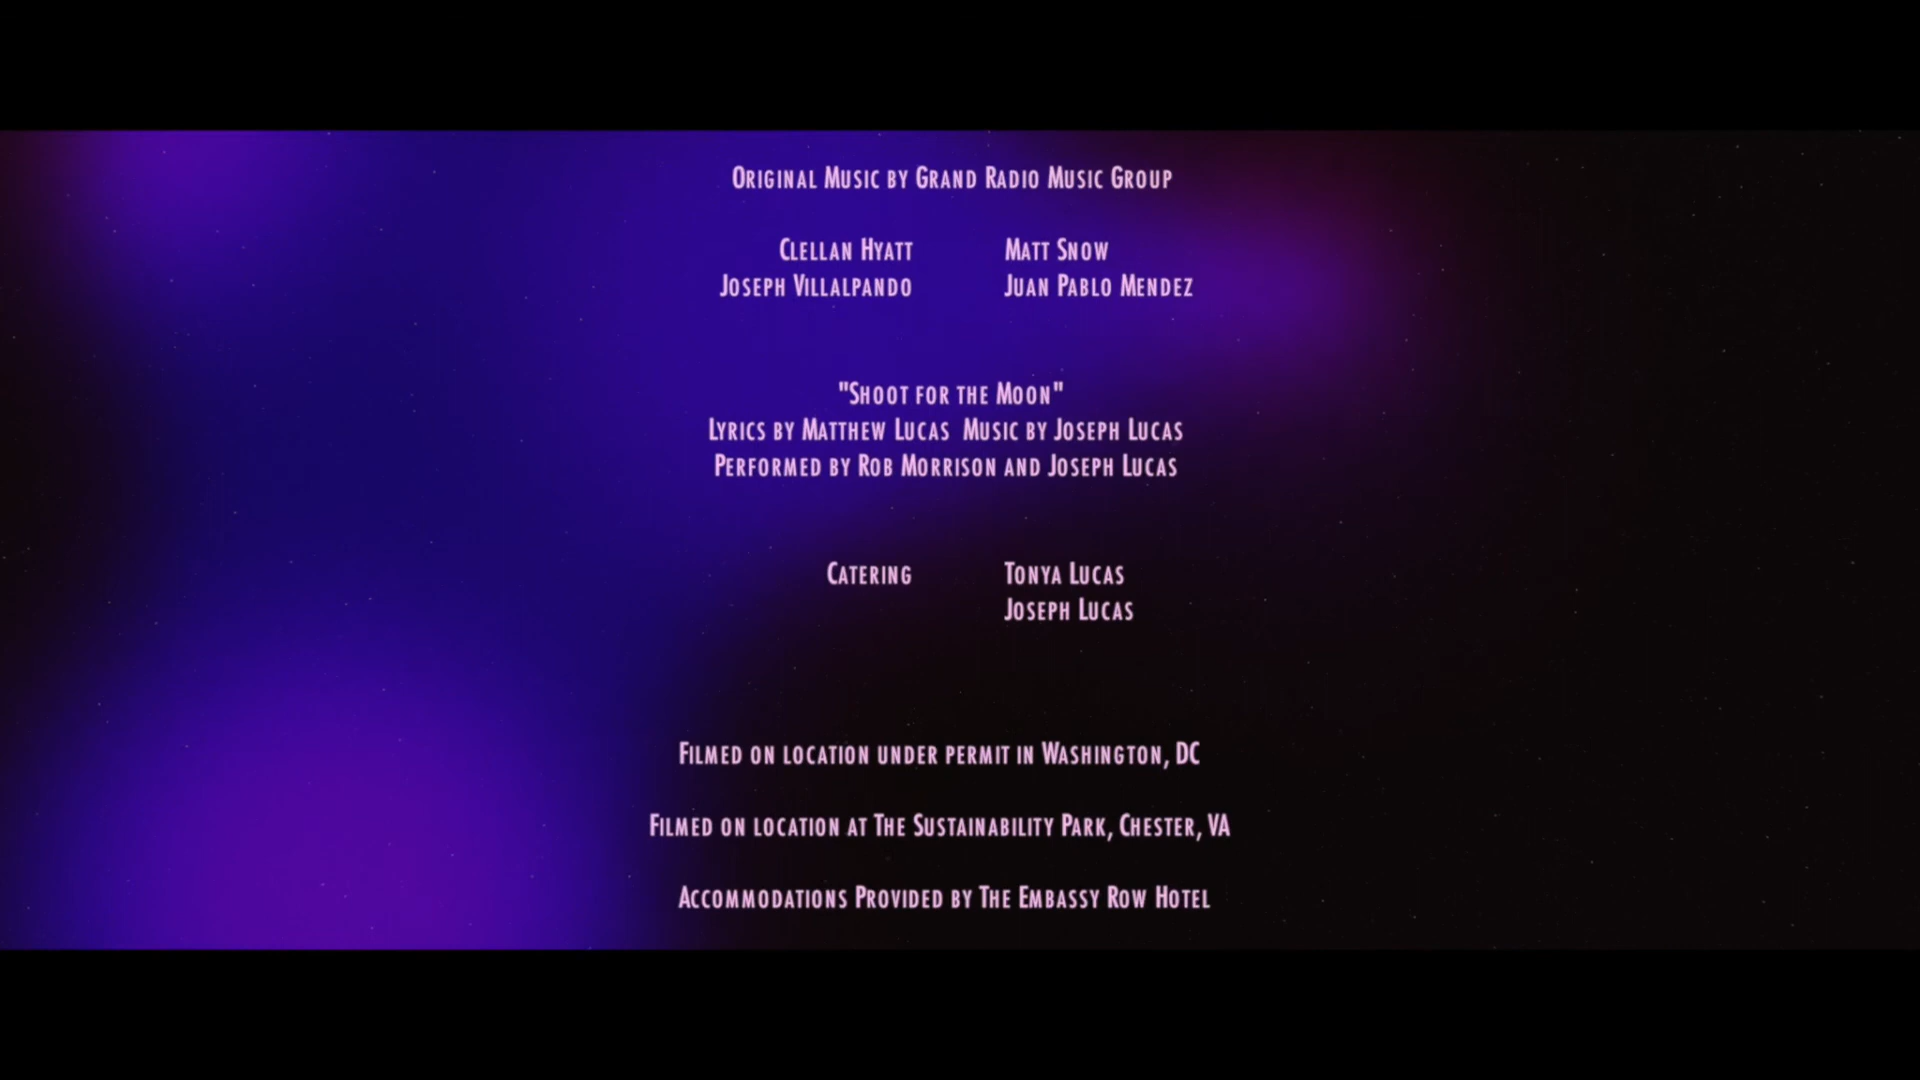 Original Music by Grand Radio Music Group
Clellan Hyatt Matt Snow
Joseph Villalpando Juan Pablo Mendez
"Shoot for the Moon"
Lyrics by Matthew Lucas Music by Joseph Lucas
Performed by Rob Morrison and Joseph Lucas
Catering Tonya Lucas
Joseph Lucas
Filmed on location under permit in Washington, DC
Filmed on location at The Sustainability Park, Chester, VA
Accommodations Provided by The Embassy Row Hotel